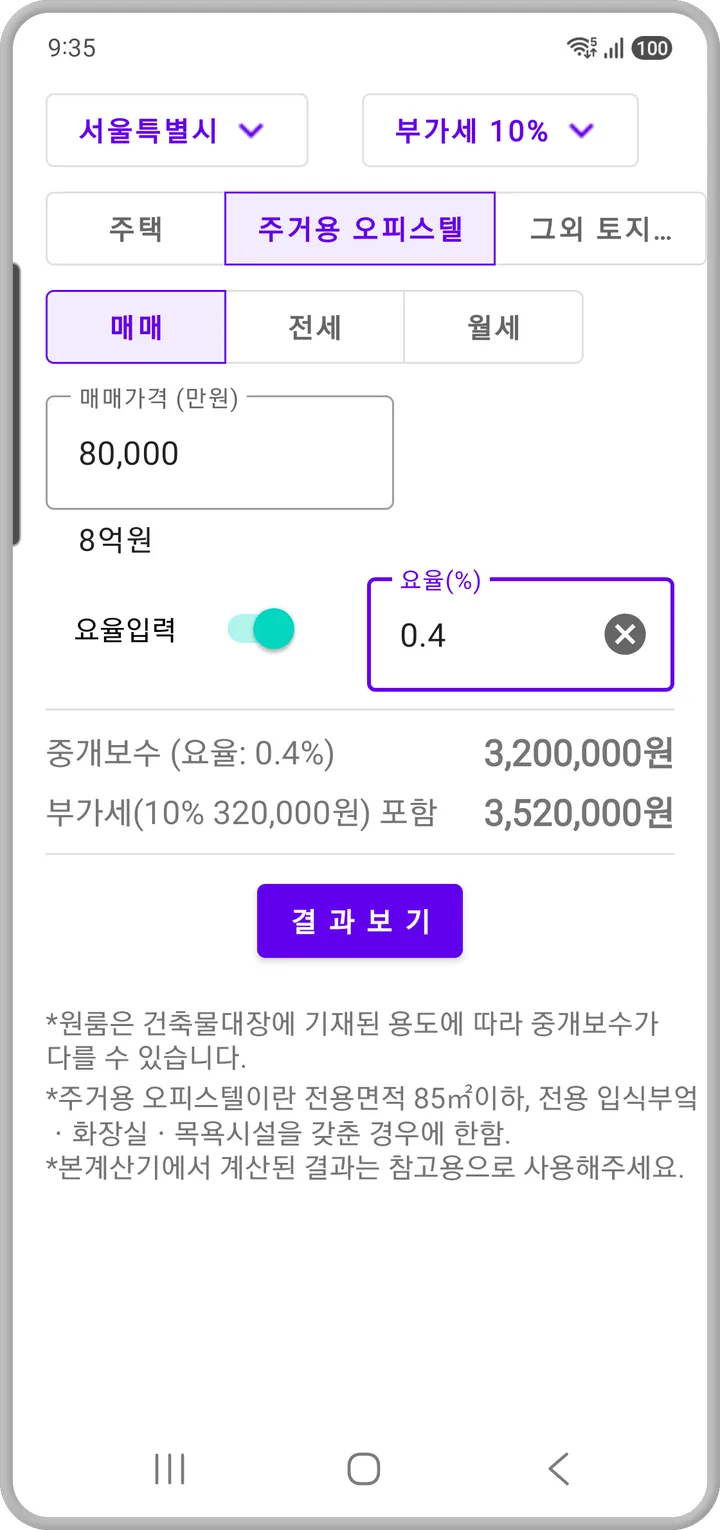 9:35
5
100
서울특별시
부가세 10%
주택
주거용 오피스텔
그외 토지...
매매
전세
월세
매매가격 (만원)
80,000
8억원
요율(%)
요율입력
0.4
중개보수 (요율: 0.4%)
3,200,000원
부가세(10% 320,000원) 포함
3,520,000원
결과보기
*원룸은 건축물대장에 기재된 용도에 따라 중개보수가
다를 수 있습니다.
*주거용 오피스텔이란 전용면적 85㎡이하, 전용 입식부엌
· 화장실 · 목욕시설을 갖춘 경우에 한함.
*본계산기에서 계산된 결과는 참고용으로 사용해주세요.